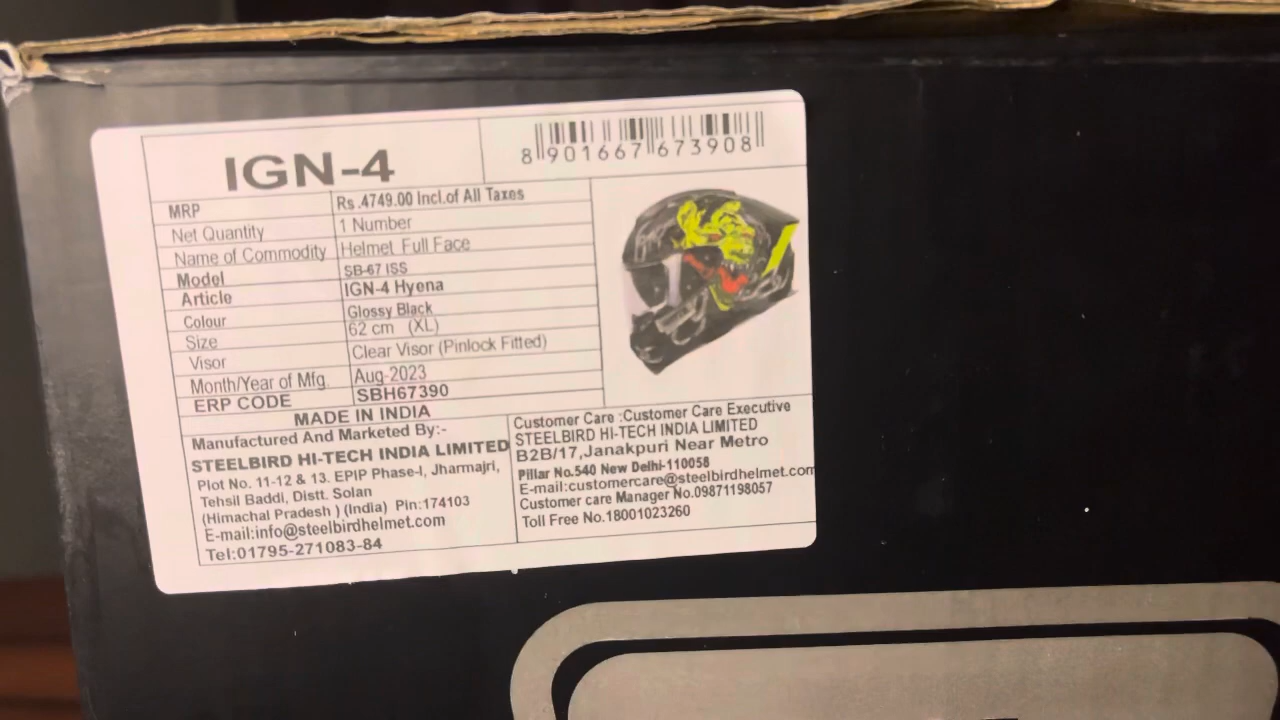 IGN-4
8 901667 673908
MRP Rs.4749.00 Incl.of All Taxes
Net Quantity 1 Number
Name of Commodity Helmet Full Face
Model SB-67 ISS
Article IGN-4 Hyena
Colour Glossy Black
Size 62 cm (XL)
Visor Clear Visor (Pinlock Fitted)
Month/Year of Mfg. Aug-2023
ERP CODE SBH67390
MADE IN INDIA
Manufactured And Marketed By:-
STEELBIRD HI-TECH INDIA LIMITED
Plot No. 11-12 & 13. EPIP Phase-I, Jharmajri,
Tehsil Baddi, Distt. Solan
(Himachal Pradesh ) (India) Pin:174103
E-mail:info@steelbirdhelmet.com
Tel:01795-271083-84
Customer Care :Customer Care Executive
STEELBIRD HI-TECH INDIA LIMITED
B2B/17,Janakpuri Near Metro
Pillar No.540 New Delhi-110058
E-mail:customercare@steelbirdhelmet.com
Customer care Manager No.09871198057
Toll Free No.18001023260